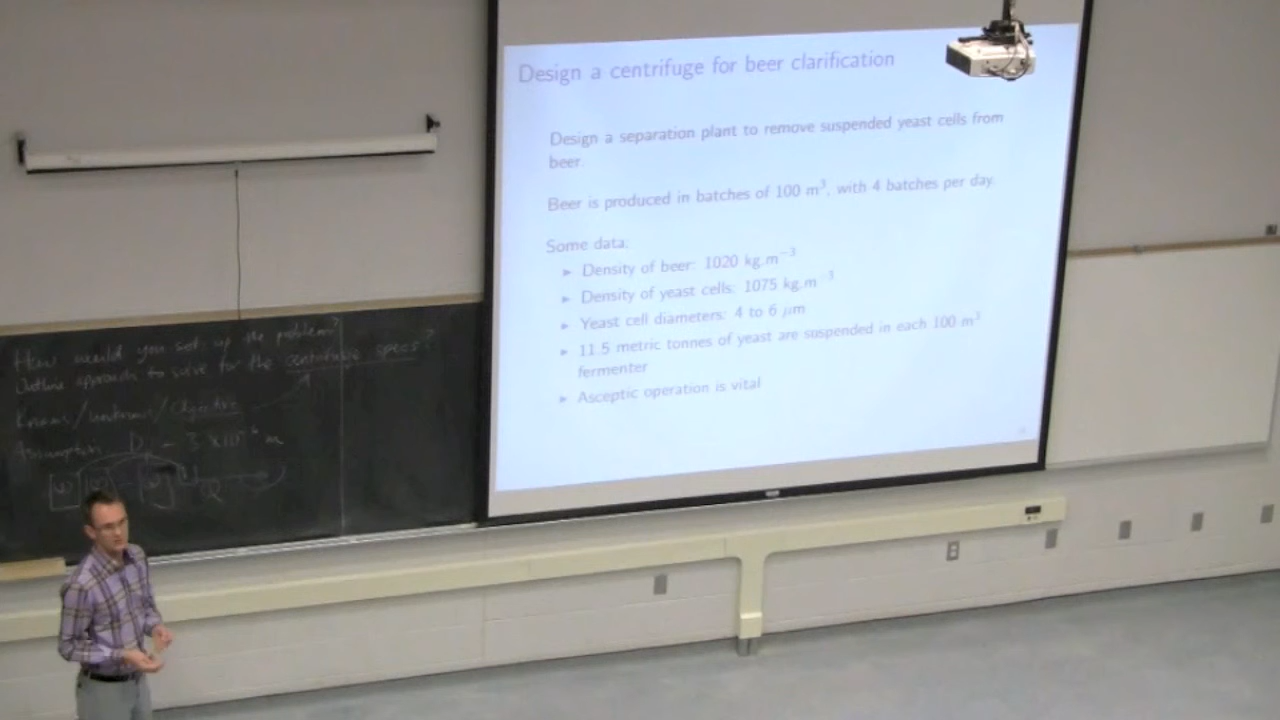 Design a centrifuge for beer clarification
Design a separation plant to remove suspended yeast cells from
beer.
Beer is produced in batches of 100 m³, with 4 batches per day.
Some data:
► Density of beer: 1020 kg.m⁻³
► Density of yeast cells: 1075 kg.m⁻³
► Yeast cell diameters: 4 to 6 μm
► 11.5 metric tonnes of yeast are suspended in each 100 m³
fermenter
► Asceptic operation is vital
How would you set up the problem?
Outline approach to solve for the centrifuge specs?
Knowns/unknowns/Objective
Assumption